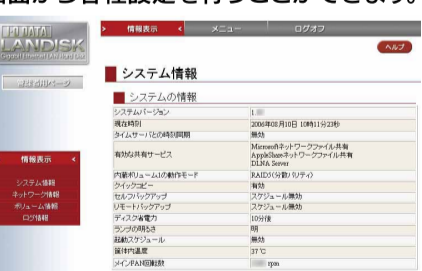 画面から各種設定を行うことができます。
I-O DATA
LANDISK
情報表示
メニュー
ログオフ
ヘルプ
システム情報
システムの情報
システムバージョン 1.
現在時刻 2006年08月10日 10時11分23秒
タイムサーバとの時刻同期 無効
有効な共有サービス Microsoftネットワークファイル共有
AppleShareネットワークファイル共有
DLNA Server
内蔵ボリューム1の動作モード RAID5(分散パリティ)
クイックコピー 有効
セルフバックアップ スケジュール無効
リモートバックアップ スケジュール無効
ディスク省電力 10分後
ランプの明るさ 明
起動スケジュール 無効
筐体内温度 37 ℃
メインFAN回転数 rpm
情報表示
システム情報
ネットワーク情報
ボリューム情報
ログ情報